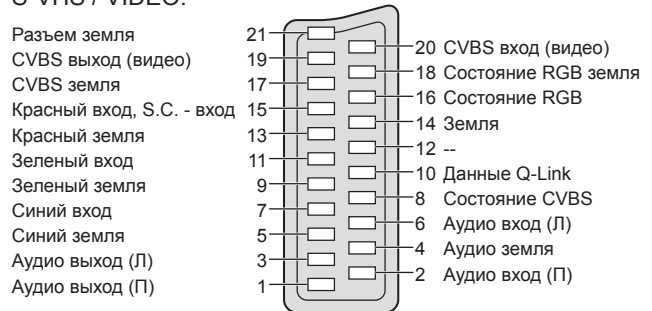 Разъем земля 21
CVBS выход (видео) 19
CVBS земля 17
Красный вход, S.C. - вход 15
Красный земля 13
Зеленый вход 11
Зеленый земля 9
Синий вход 7
Синий земля 5
Аудио выход (Л) 3
Аудио выход (П) 1
20 CVBS вход (видео)
18 Состояние RGB земля
16 Состояние RGB
14 Земля
12 --
10 Данные Q-Link
8 Состояние CVBS
6 Аудио вход (Л)
4 Аудио земля
2 Аудио вход (П)